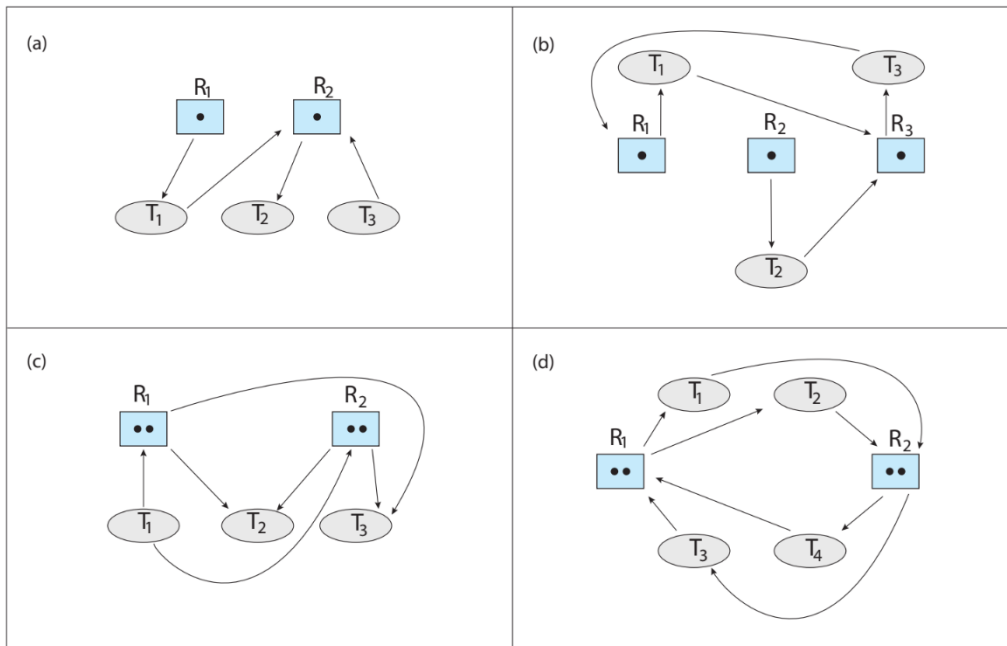 (a)
R₁ R₂
T₁ T₂ T₃
(b)
T₁ T₃
R₁ R₂ R₃
T₂
(c)
R₁ R₂
T₁ T₂ T₃
(d)
T₁ T₂
R₁ R₂
T₃ T₄